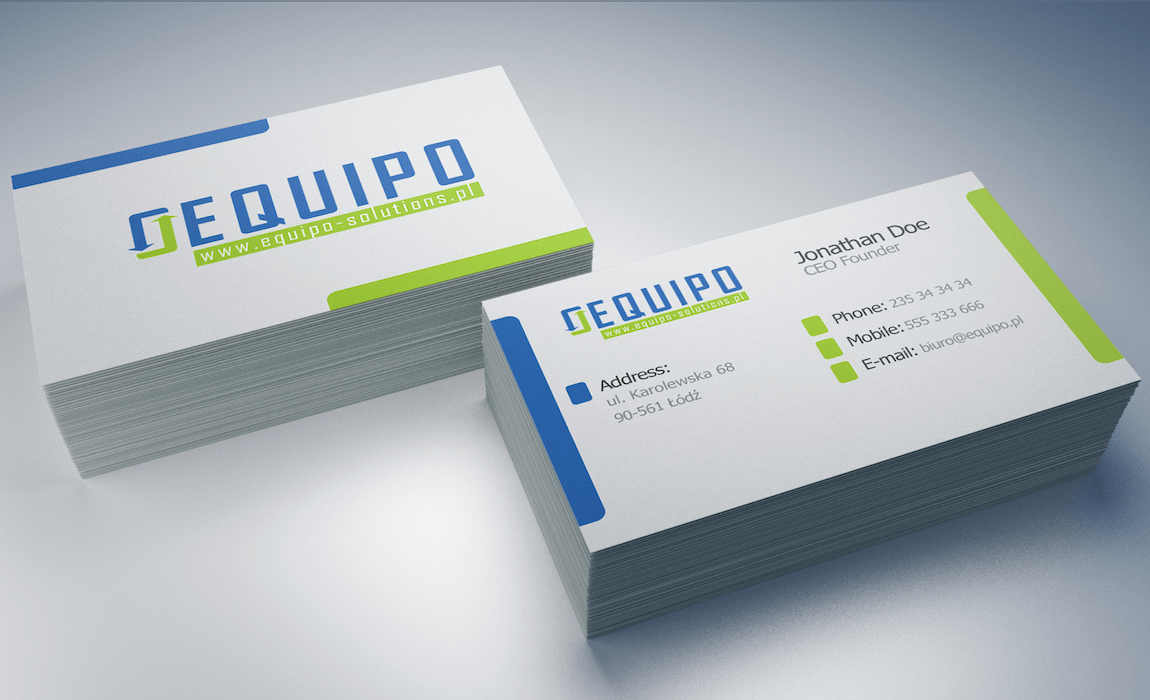 EQUIPO
www.equipo-solutions.pl
EQUIPO
www.equipo-solutions.pl
Address:
ul. Karolewska 68
90-561 Łódź
Jonathan Doe
CEO Founder
Phone: 235 34 34 34
Mobile: 555 333 666
E-mail: biuro@equipo.pl